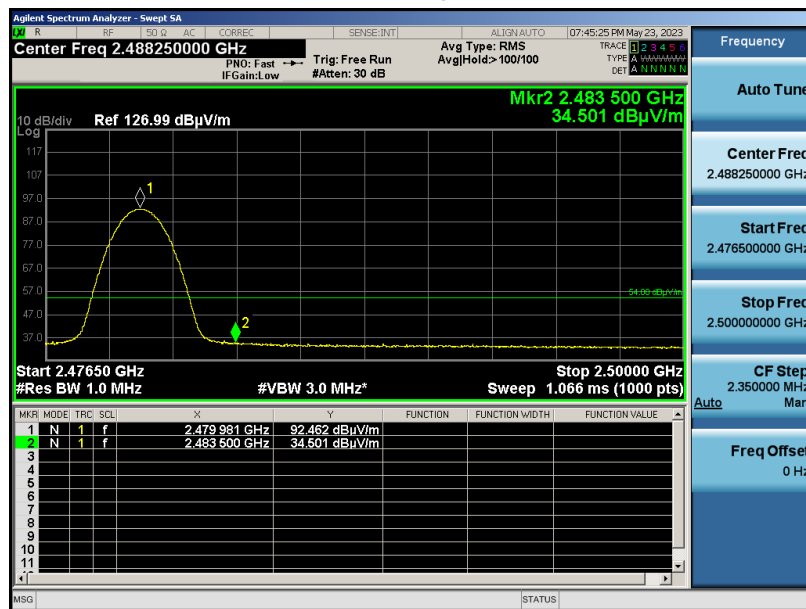 Agilent Spectrum Analyzer - Swept SA
LXI R RF 50 Ω AC CORREC SENSE:INT ALIGN AUTO 07:45:25 PM May 23, 2023
Center Freq 2.488250000 GHz
PNO: Fast
IFGain:Low
Trig: Free Run
#Atten: 30 dB
Avg Type: RMS
Avg|Hold:>100/100
TRACE 1 2 3 4 5 6
TYPE A WWWWW
DET A N N N N N
Mkr2 2.483 500 GHz
34.501 dBµV/m
10 dB/div Ref 126.99 dBµV/m
Log
117
107
97.0
87.0
77.0
67.0
57.0
47.0
37.0
1
2
54.00 dBµV/m
Start 2.47650 GHz Stop 2.50000 GHz
#Res BW 1.0 MHz #VBW 3.0 MHz* Sweep 1.066 ms (1000 pts)
MKR MODE TRC SCL X Y FUNCTION FUNCTION WIDTH FUNCTION VALUE
1 N 1 f 2.479 981 GHz 92.462 dBµV/m
2 N 1 f 2.483 500 GHz 34.501 dBµV/m
3
4
5
6
7
8
9
10
11
MSG STATUS
Frequency
Auto Tune
Center Freq
2.488250000 GHz
Start Freq
2.476500000 GHz
Stop Freq
2.500000000 GHz
CF Step
2.350000 MHz
Auto Man
Freq Offset
0 Hz